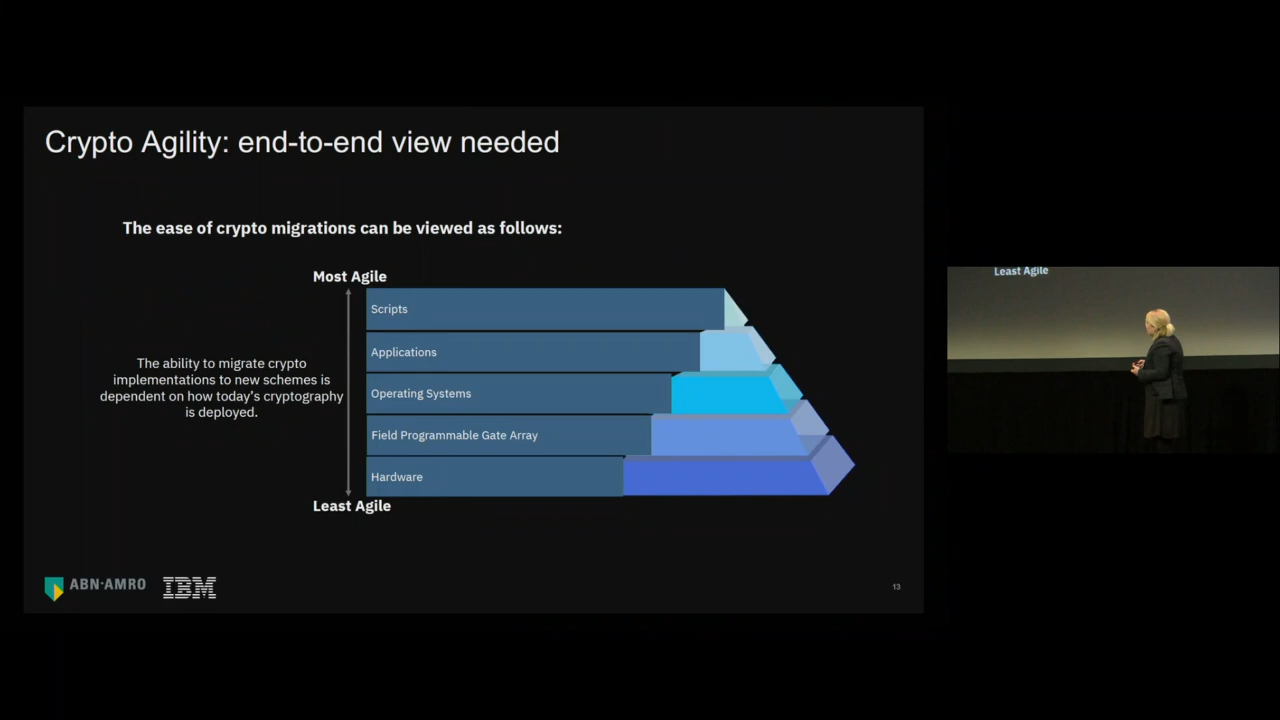 Crypto Agility: end-to-end view needed
The ease of crypto migrations can be viewed as follows:
Most Agile
Scripts
Applications
Operating Systems
Field Programmable Gate Array
Hardware
Least Agile
The ability to migrate crypto
implementations to new schemes is
dependent on how today's cryptography
is deployed.
ABN·AMRO
IBM
13
Least Agile